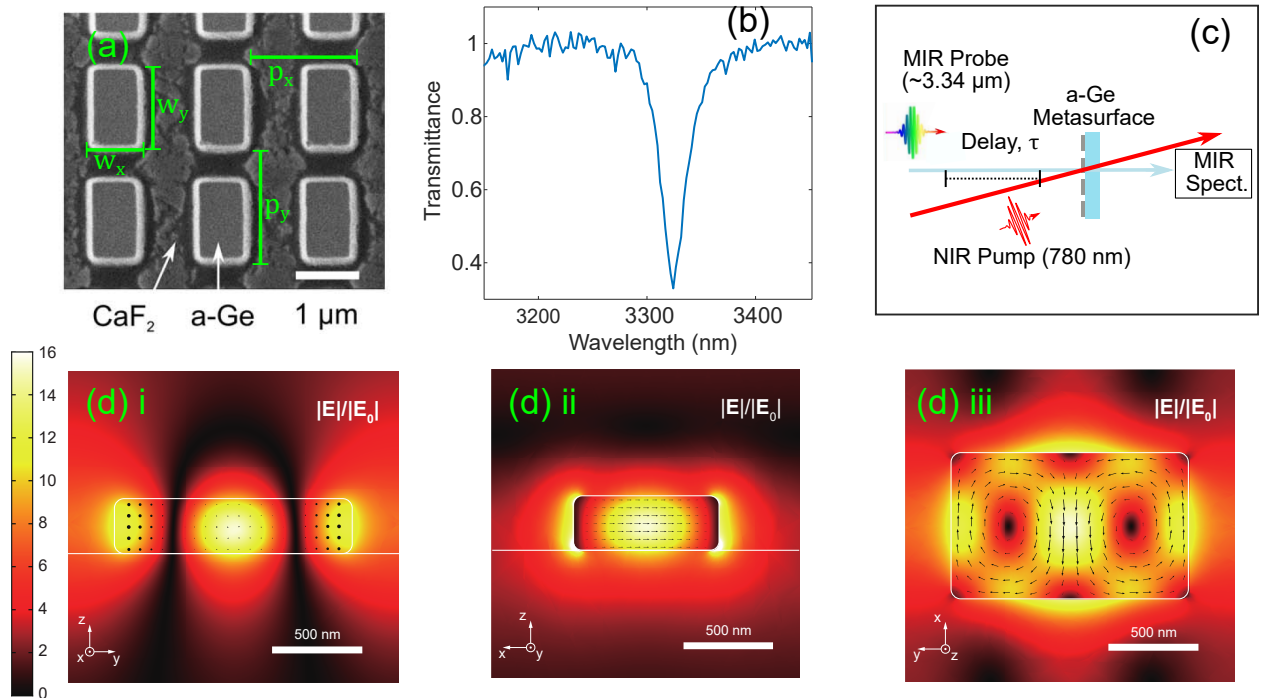 (a)
p_x
w_y
w_x
p_y
CaF₂ a-Ge 1 µm
(b)
Transmittance
1
0.8
0.6
0.4
3200 3300 3400
Wavelength (nm)
(c)
MIR Probe
(~3.34 µm)
a-Ge
Metasurface
Delay, τ
MIR
Spect.
NIR Pump (780 nm)
16
14
12
10
8
6
4
2
0
(d) i
|E|/|E₀|
z
x y
500 nm
(d) ii
|E|/|E₀|
z
x y
500 nm
(d) iii
|E|/|E₀|
x
y z
500 nm